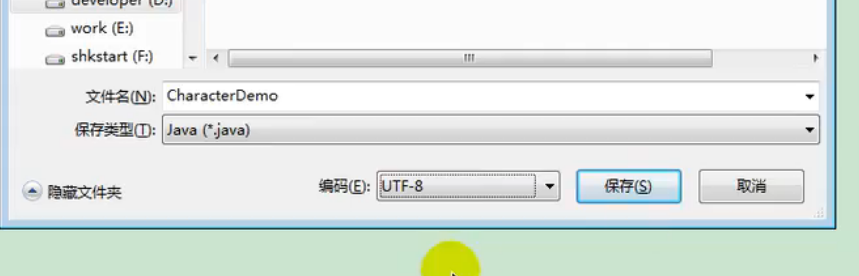 developer (D:)
work (E:)
shkstart (F:)
文件名(N): CharacterDemo
保存类型(T): Java (*.java)
隐藏文件夹 编码(E): UTF-8 保存(S) 取消